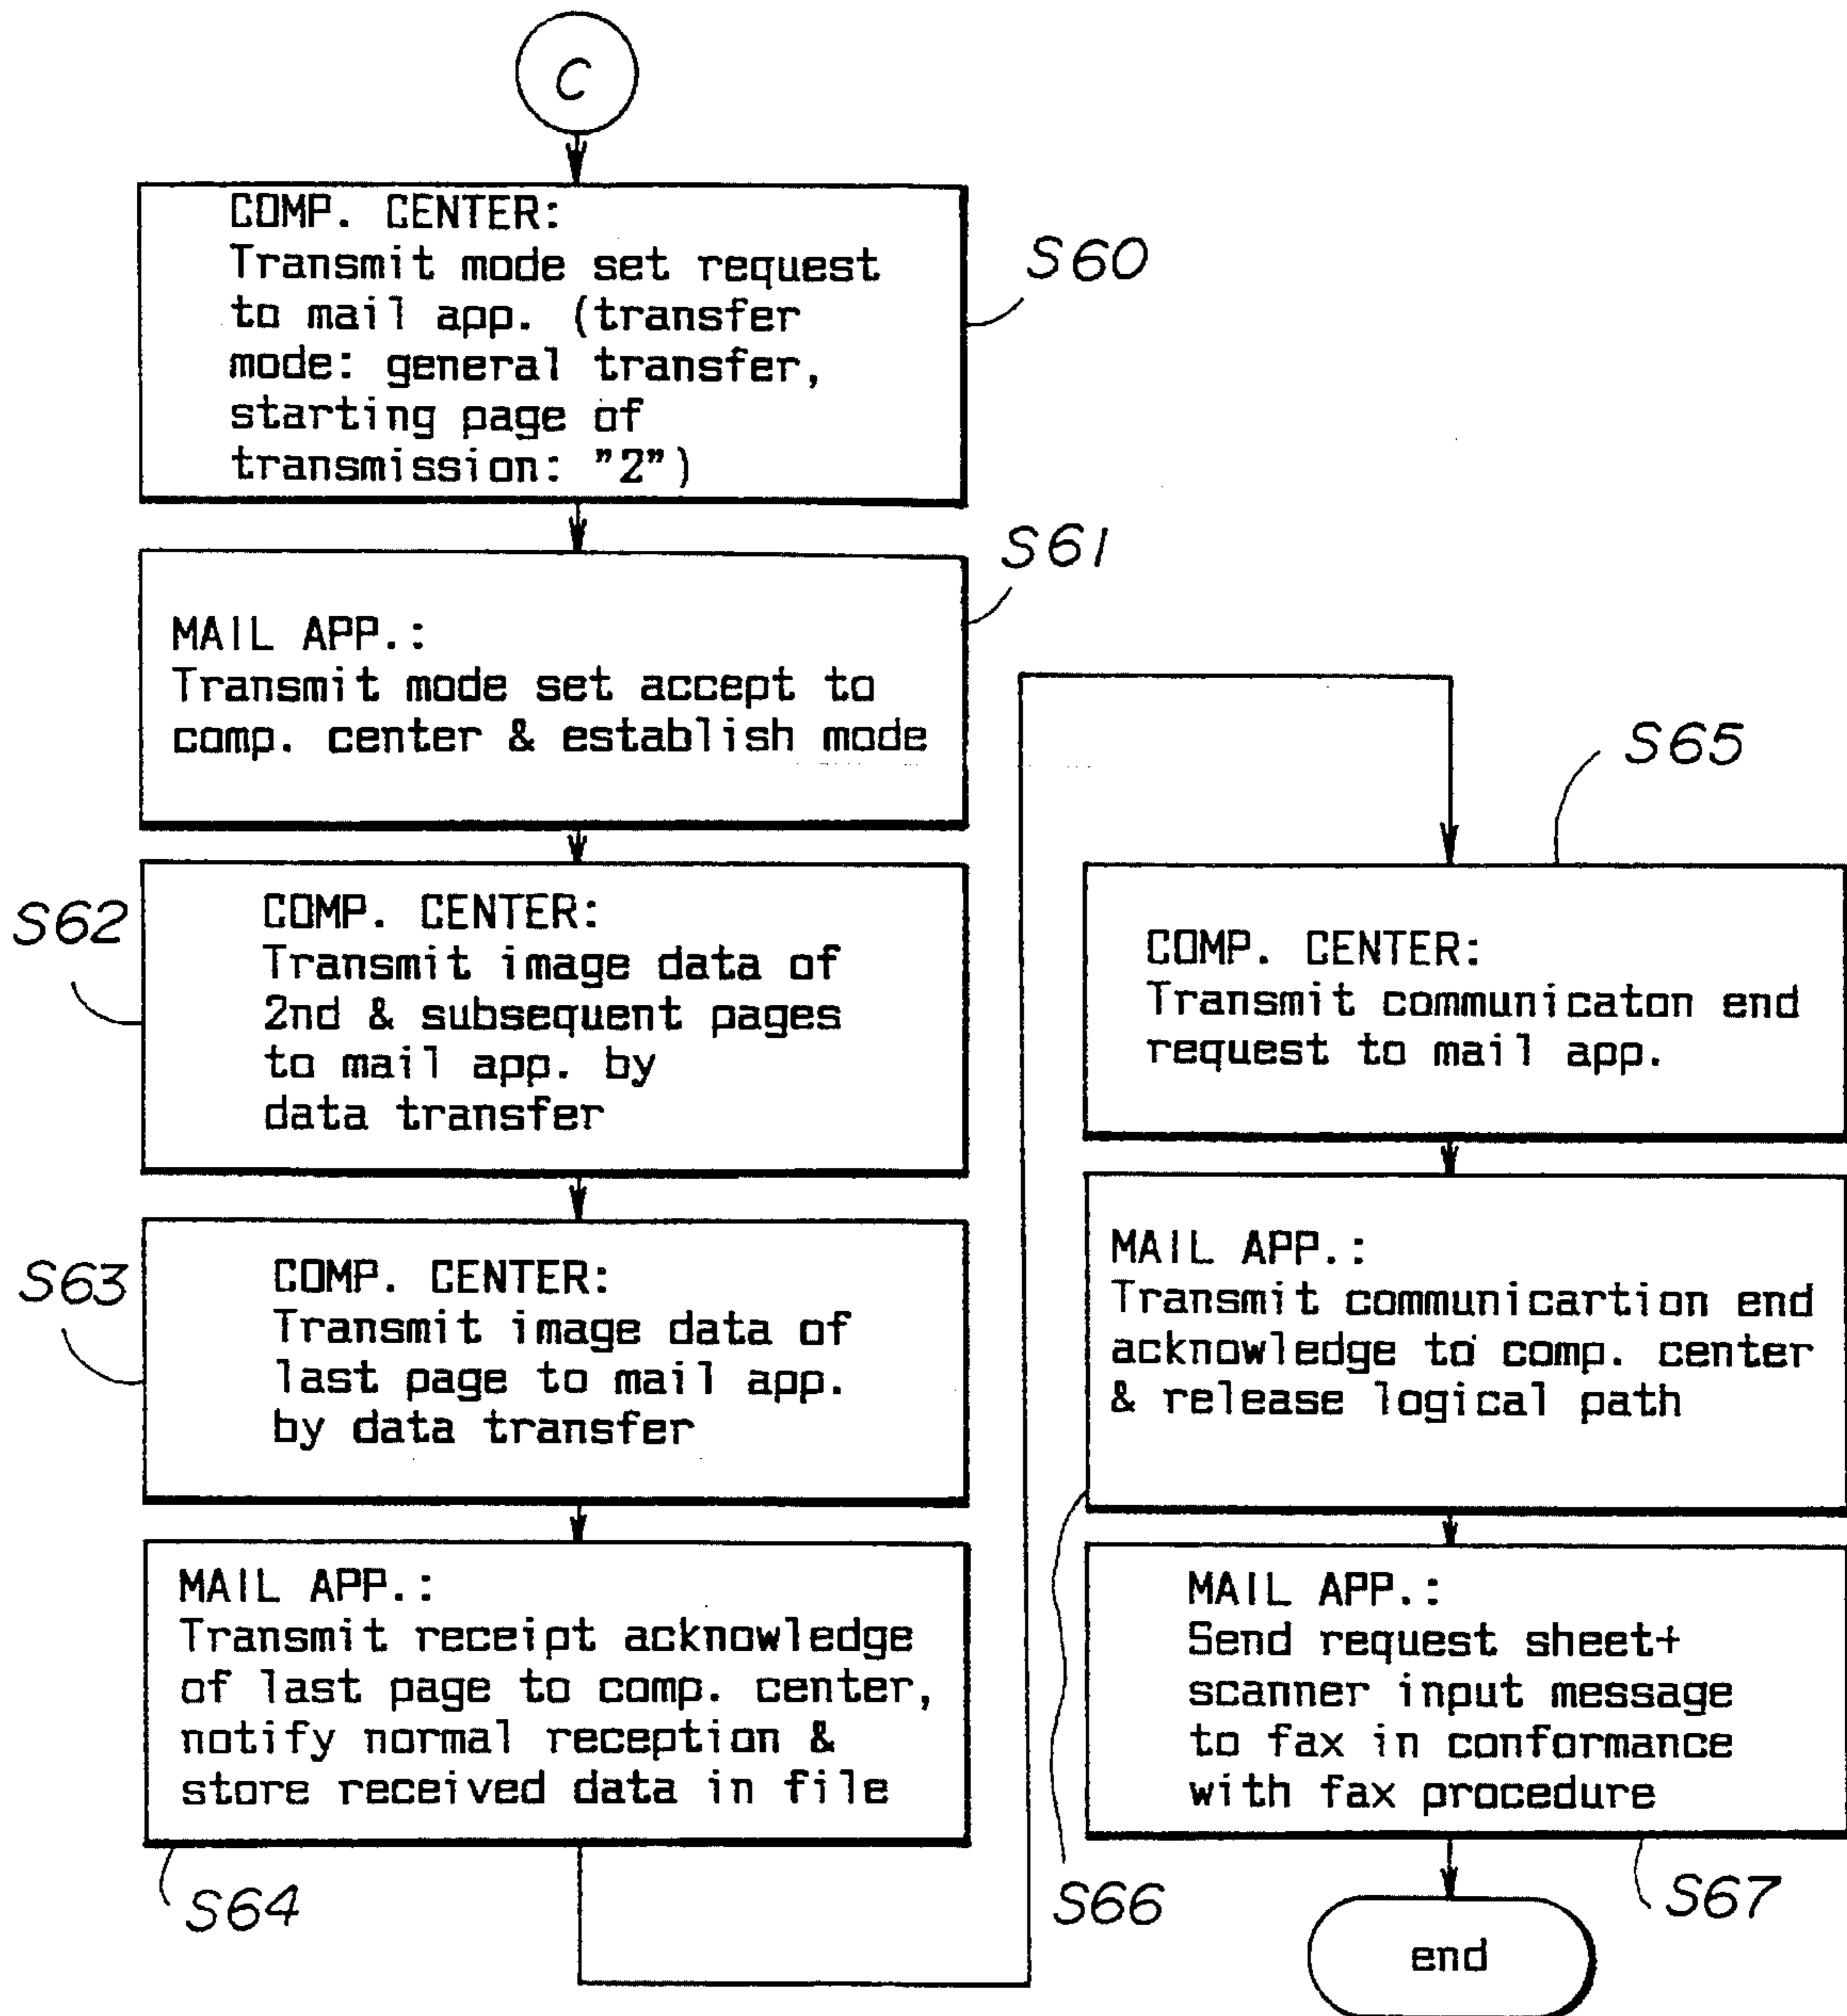 C
COMP. CENTER:
Transmit mode set request
to mail app. (transfer
mode: general transfer,
starting page of
transmission: "2")
S60
MAIL APP.:
Transmit mode set accept to
comp. center & establish mode
S61
COMP. CENTER:
Transmit image data of
2nd & subsequent pages
to mail app. by
data transfer
S62
COMP. CENTER:
Transmit image data of
last page to mail app.
by data transfer
S63
MAIL APP.:
Transmit receipt acknowledge
of last page to comp. center,
notify normal reception &
store received data in file
S64
COMP. CENTER:
Transmit communicaton end
request to mail app.
S65
MAIL APP.:
Transmit communicartion end
acknowledge to comp. center
& release logical path
S66
MAIL APP.:
Send request sheet+
scanner input message
to fax in conformance
with fax procedure
S67
end